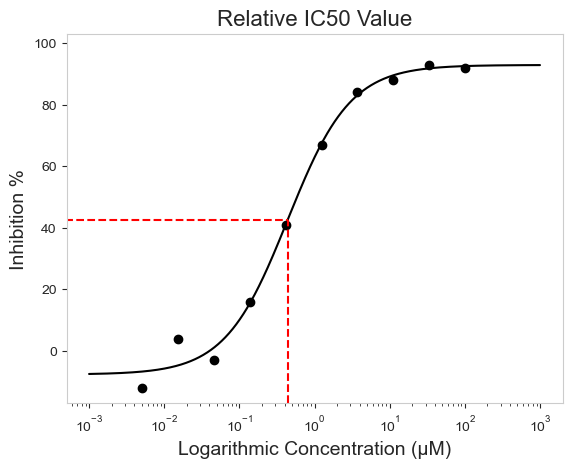 Relative IC50 Value
Inhibition %
100
80
60
40
20
0
10⁻³ 10⁻² 10⁻¹ 10⁰ 10¹ 10² 10³
Logarithmic Concentration (µM)